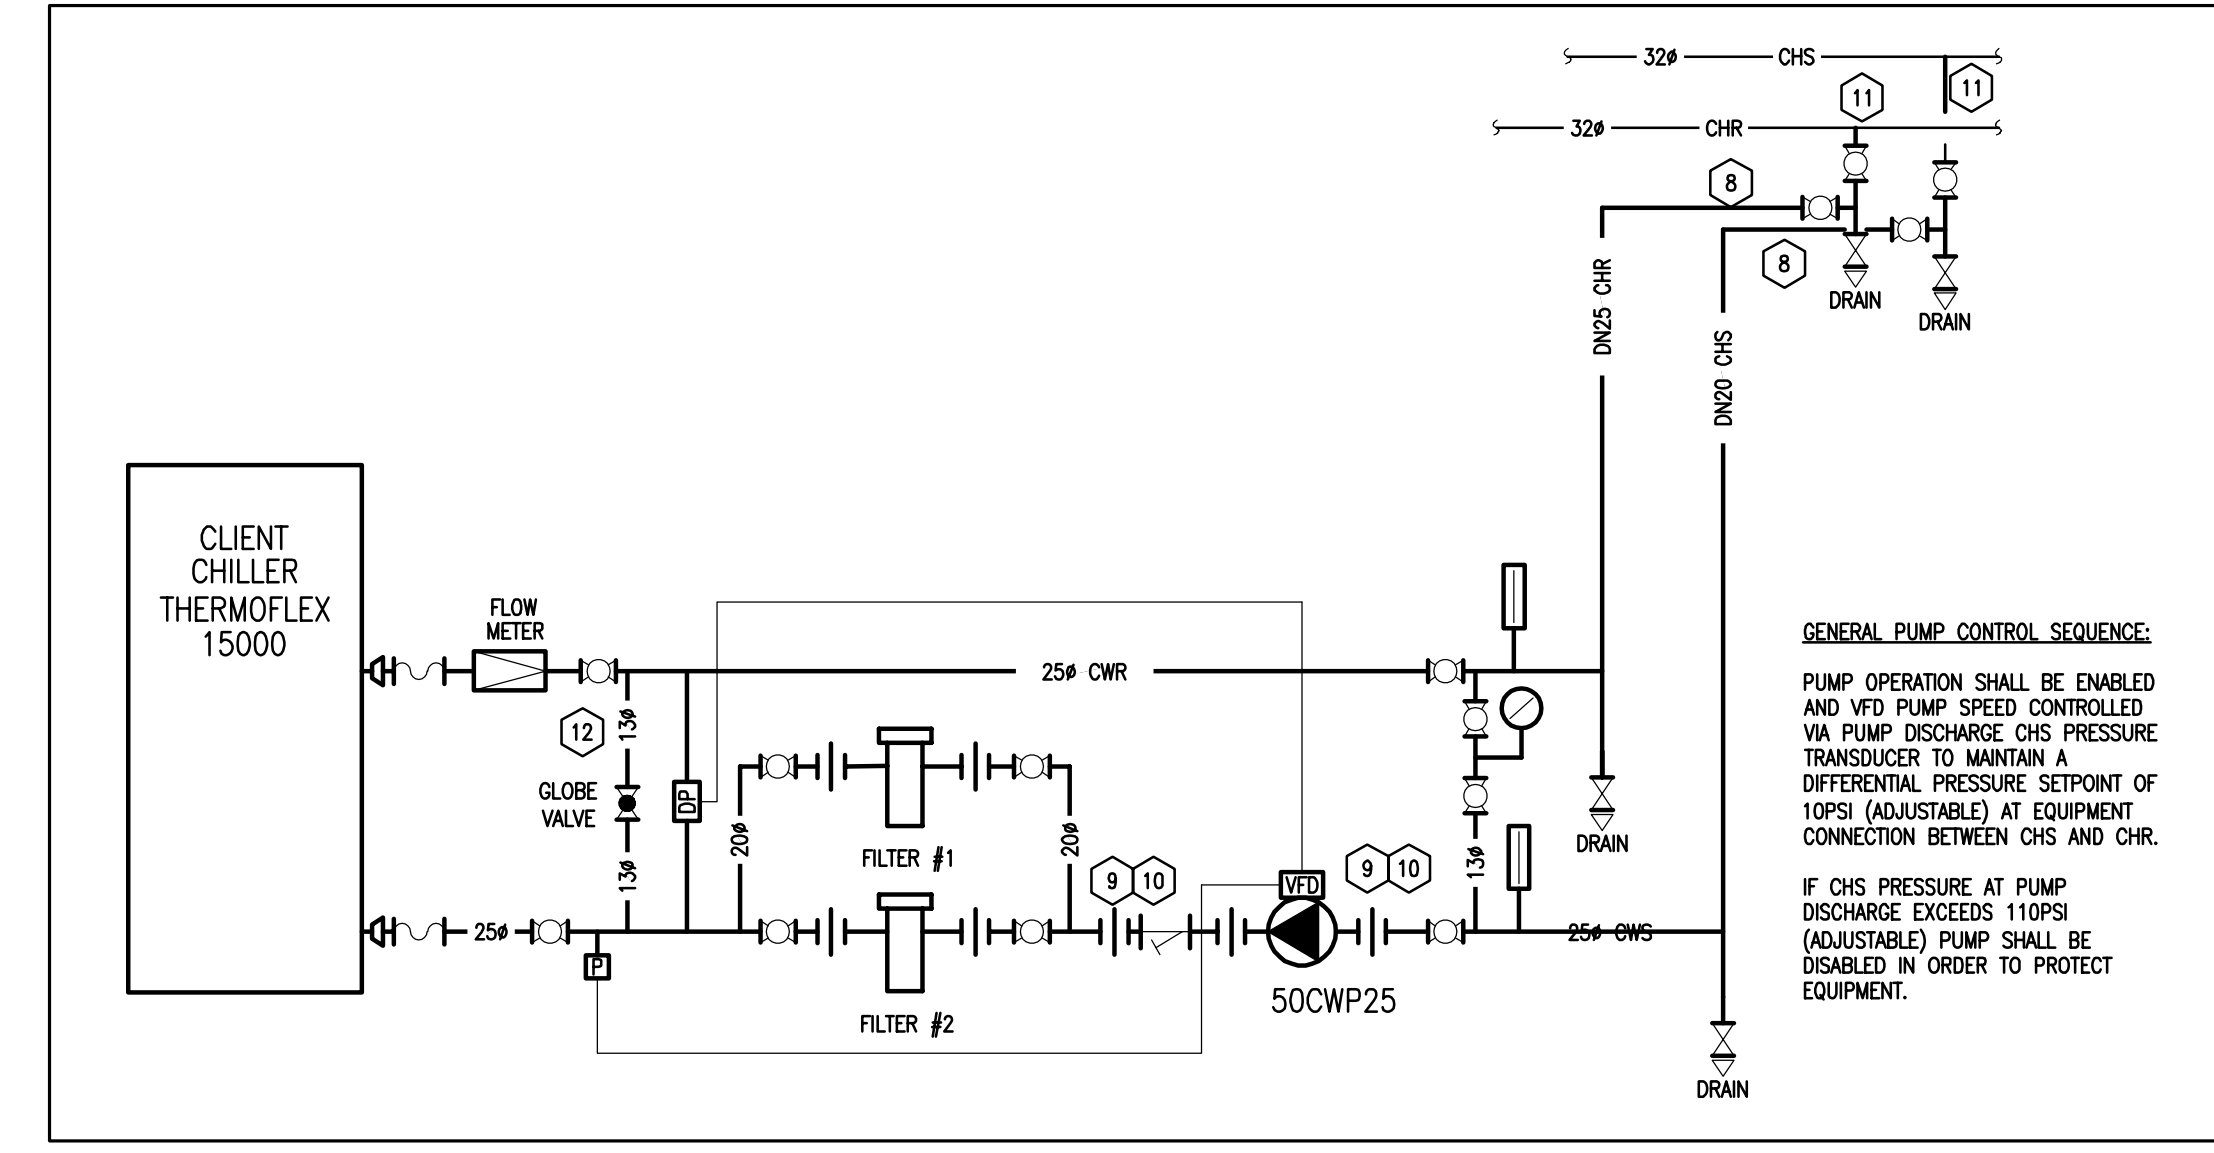 32ø CHS
11
11
32ø CHR
8
8
DRAIN
DRAIN
DN25 CHR
DN20 CHS
CLIENT
CHILLER
THERMOFLEX
15000
FLOW
METER
25ø CWR
12
13ø
GLOBE
VALVE
DP
13ø
20ø
20ø
FILTER #1
9
10
VFD
9
10
13ø
DRAIN
25ø
P
25ø CWS
FILTER #2
50CWP25
DRAIN
GENERAL PUMP CONTROL SEQUENCE:
PUMP OPERATION SHALL BE ENABLED
AND VFD PUMP SPEED CONTROLLED
VIA PUMP DISCHARGE CHS PRESSURE
TRANSDUCER TO MAINTAIN A
DIFFERENTIAL PRESSURE SETPOINT OF
10PSI (ADJUSTABLE) AT EQUIPMENT
CONNECTION BETWEEN CHS AND CHR.
IF CHS PRESSURE AT PUMP
DISCHARGE EXCEEDS 110PSI
(ADJUSTABLE) PUMP SHALL BE
DISABLED IN ORDER TO PROTECT
EQUIPMENT.